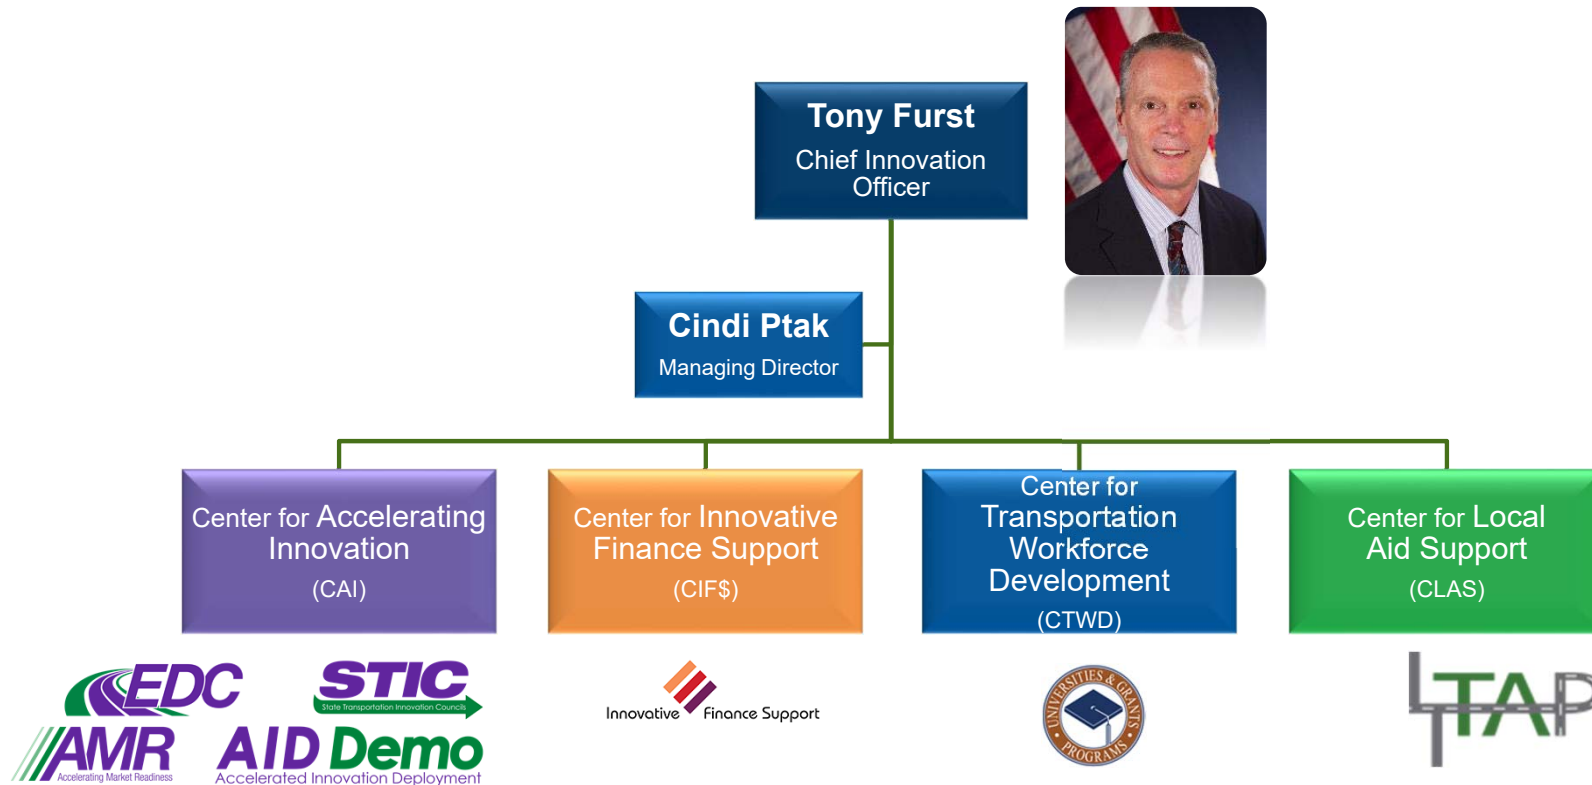 Tony Furst
Chief Innovation
Officer
Cindi Ptak
Managing Director
Center for Accelerating
Innovation
(CAI)
Center for Innovative
Finance Support
(CIF$)
Center for
Transportation
Workforce
Development
(CTWD)
Center for Local
Aid Support
(CLAS)
EDC
STIC
State Transportation Innovation Councils
AMR
Accelerating Market Readiness
AID Demo
Accelerated Innovation Deployment
Innovative Finance Support
UNIVERSITIES & GRANTS
PROGRAMS
LTAP